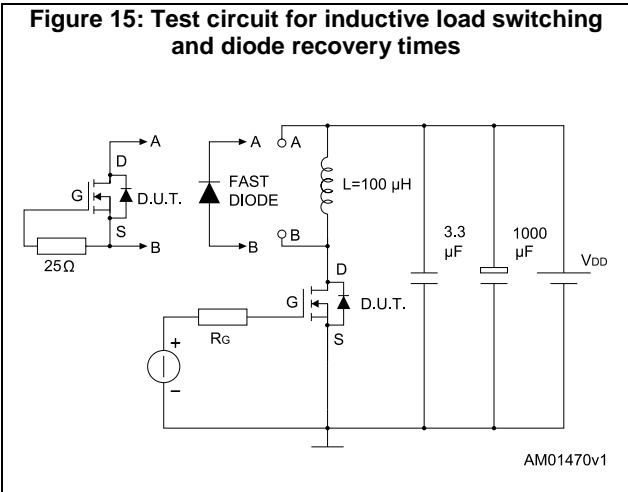 Figure 15: Test circuit for inductive load switching
and diode recovery times
A
D
G
D.U.T.
S
B
25Ω
A
FAST
DIODE
B
A
L=100 µH
B
D
G
D.U.T.
S
RG
+
-
3.3
µF
1000
µF
VDD
AM01470v1